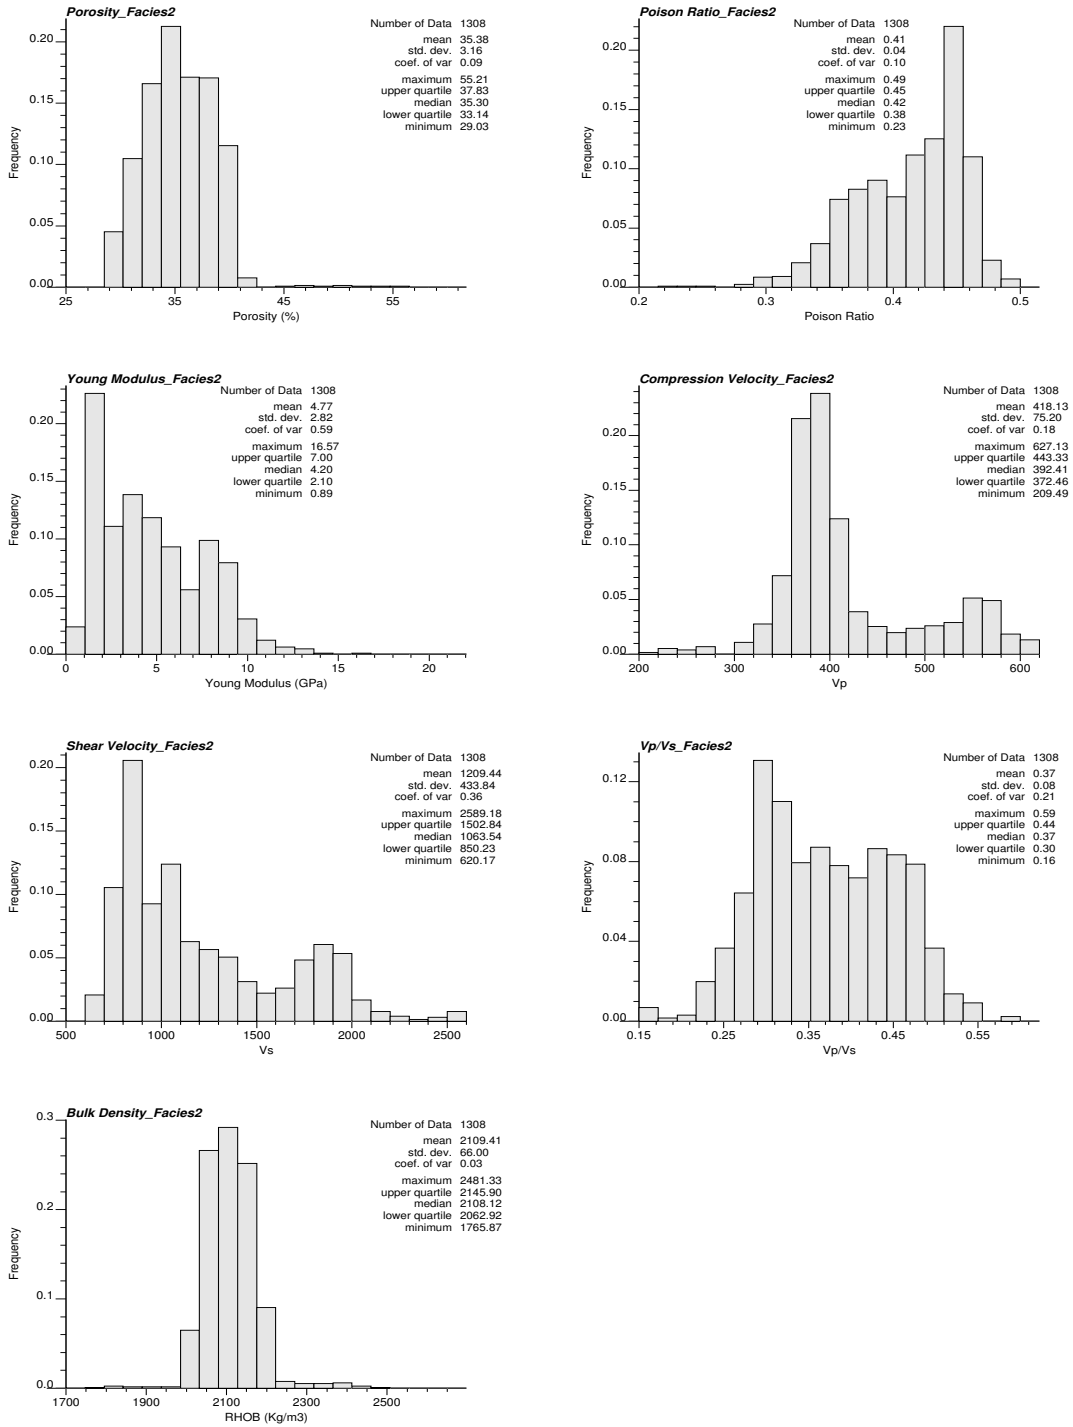 Porosity_Facies2
Number of Data 1308
mean 35.38
std. dev. 3.16
coef. of var 0.09
maximum 55.21
upper quartile 37.83
median 35.30
lower quartile 33.14
minimum 29.03
Frequency
0.20
0.15
0.10
0.05
0.00
25 35 45 55
Porosity (%)
Poison Ratio_Facies2
Number of Data 1308
mean 0.41
std. dev. 0.04
coef. of var 0.10
maximum 0.49
upper quartile 0.45
median 0.42
lower quartile 0.38
minimum 0.23
Frequency
0.20
0.15
0.10
0.05
0.00
0.2 0.3 0.4 0.5
Poison Ratio
Young Modulus_Facies2
Number of Data 1308
mean 4.77
std. dev. 2.82
coef. of var 0.59
maximum 16.57
upper quartile 7.00
median 4.20
lower quartile 2.10
minimum 0.89
Frequency
0.20
0.15
0.10
0.05
0.00
0 5 10 15 20
Young Modulus (GPa)
Compression Velocity_Facies2
Number of Data 1308
mean 418.13
std. dev. 75.20
coef. of var 0.18
maximum 627.13
upper quartile 443.33
median 392.41
lower quartile 372.46
minimum 209.49
Frequency
0.20
0.15
0.10
0.05
0.00
200 300 400 500 600
Vp
Shear Velocity_Facies2
Number of Data 1308
mean 1209.44
std. dev. 433.84
coef. of var 0.36
maximum 2589.18
upper quartile 1502.84
median 1063.54
lower quartile 850.23
minimum 620.17
Frequency
0.20
0.15
0.10
0.05
0.00
500 1000 1500 2000 2500
Vs
Vp/Vs_Facies2
Number of Data 1308
mean 0.37
std. dev. 0.08
coef. of var 0.21
maximum 0.59
upper quartile 0.44
median 0.37
lower quartile 0.30
minimum 0.16
Frequency
0.12
0.08
0.04
0.00
0.15 0.25 0.35 0.45 0.55
Vp/Vs
Bulk Density_Facies2
Number of Data 1308
mean 2109.41
std. dev. 66.00
coef. of var 0.03
maximum 2481.33
upper quartile 2145.90
median 2108.12
lower quartile 2062.92
minimum 1765.87
Frequency
0.3
0.2
0.1
0.0
1700 1900 2100 2300 2500
RHOB (Kg/m3)